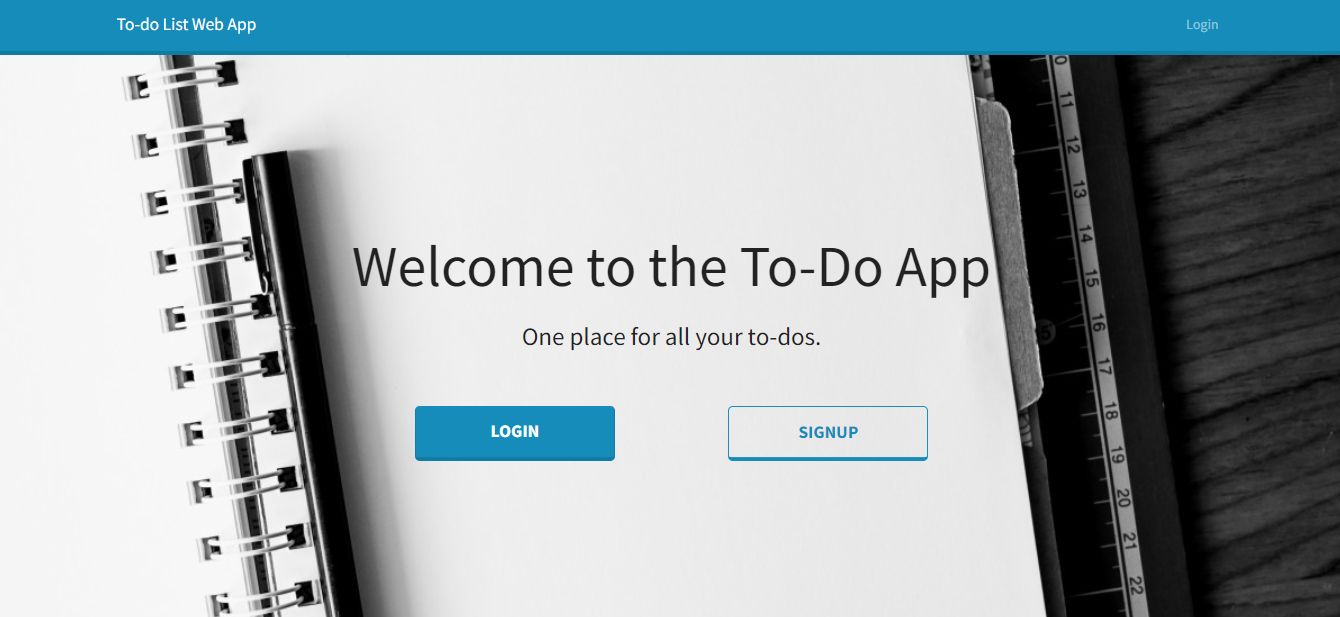 To-do List Web App
Login
Welcome to the To-Do App
One place for all your to-dos.
LOGIN
SIGNUP
11
12
13
14
15
16
17
18
19
20
21
22